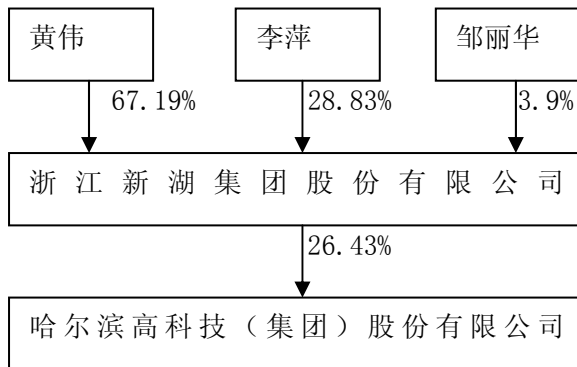 黄伟 李萍 邹丽华
67.19% 28.83% 3.9%
浙江新湖集团股份有限公司
26.43%
哈尔滨高科技（集团）股份有限公司